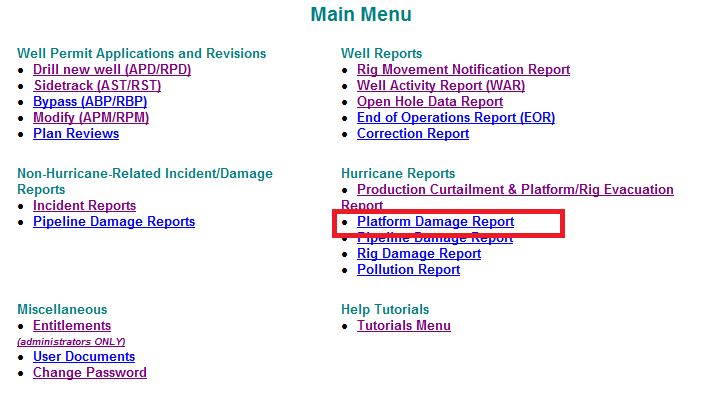 Main Menu
Well Permit Applications and Revisions
Drill new well (APD/RPD)
Sidetrack (AST/RST)
Bypass (ABP/RBP)
Modify (APM/RPM)
Plan Reviews
Well Reports
Rig Movement Notification Report
Well Activity Report (WAR)
Open Hole Data Report
End of Operations Report (EOR)
Correction Report
Non-Hurricane-Related Incident/Damage
Reports
Incident Reports
Pipeline Damage Reports
Hurricane Reports
Production Curtailment & Platform/Rig Evacuation
Report
Platform Damage Report
Pipeline Damage Report
Rig Damage Report
Pollution Report
Miscellaneous
Entitlements
(administrators ONLY)
User Documents
Change Password
Help Tutorials
Tutorials Menu